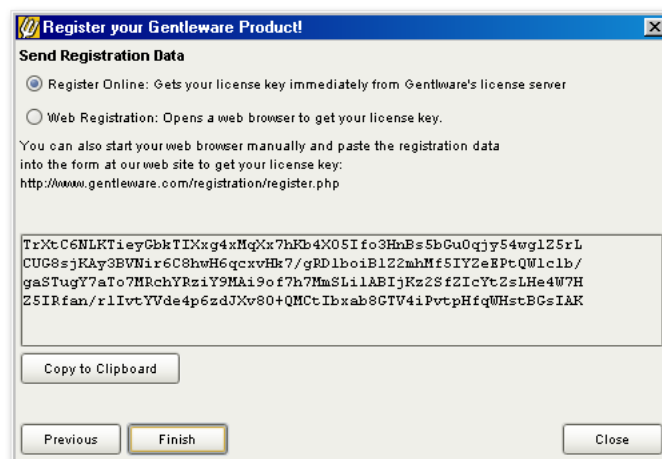 Register your Gentleware Product!
Send Registration Data
Register Online: Gets your license key immediately from Gentlware's license server
Web Registration: Opens a web browser to get your license key.
You can also start your web browser manually and paste the registration data
into the form at our web site to get your license key:
http://www.gentleware.com/registration/register.php
TrXtC6NLKTieyGbkTIXxg4xMqXx7hKb4XO5Ifo3HnBs5bGuOqjy54wglZ5rL
CUG8sjKAy3BVNir6C8hwH6qcxvHk7/gRDlboiBlZ2mhMf5IYZeEPtQWlclb/
gaSTugY7aTo7MRchYRziY9MAi9of7h7MmSLilABIjKz2SfZIcYtZsLHe4W7H
Z5IRfan/rlIvtYVde4p6zdJXv80+QMCtIbxab8GTV4iPvtpHfqWHstBGsIAK
Copy to Clipboard
Previous
Finish
Close